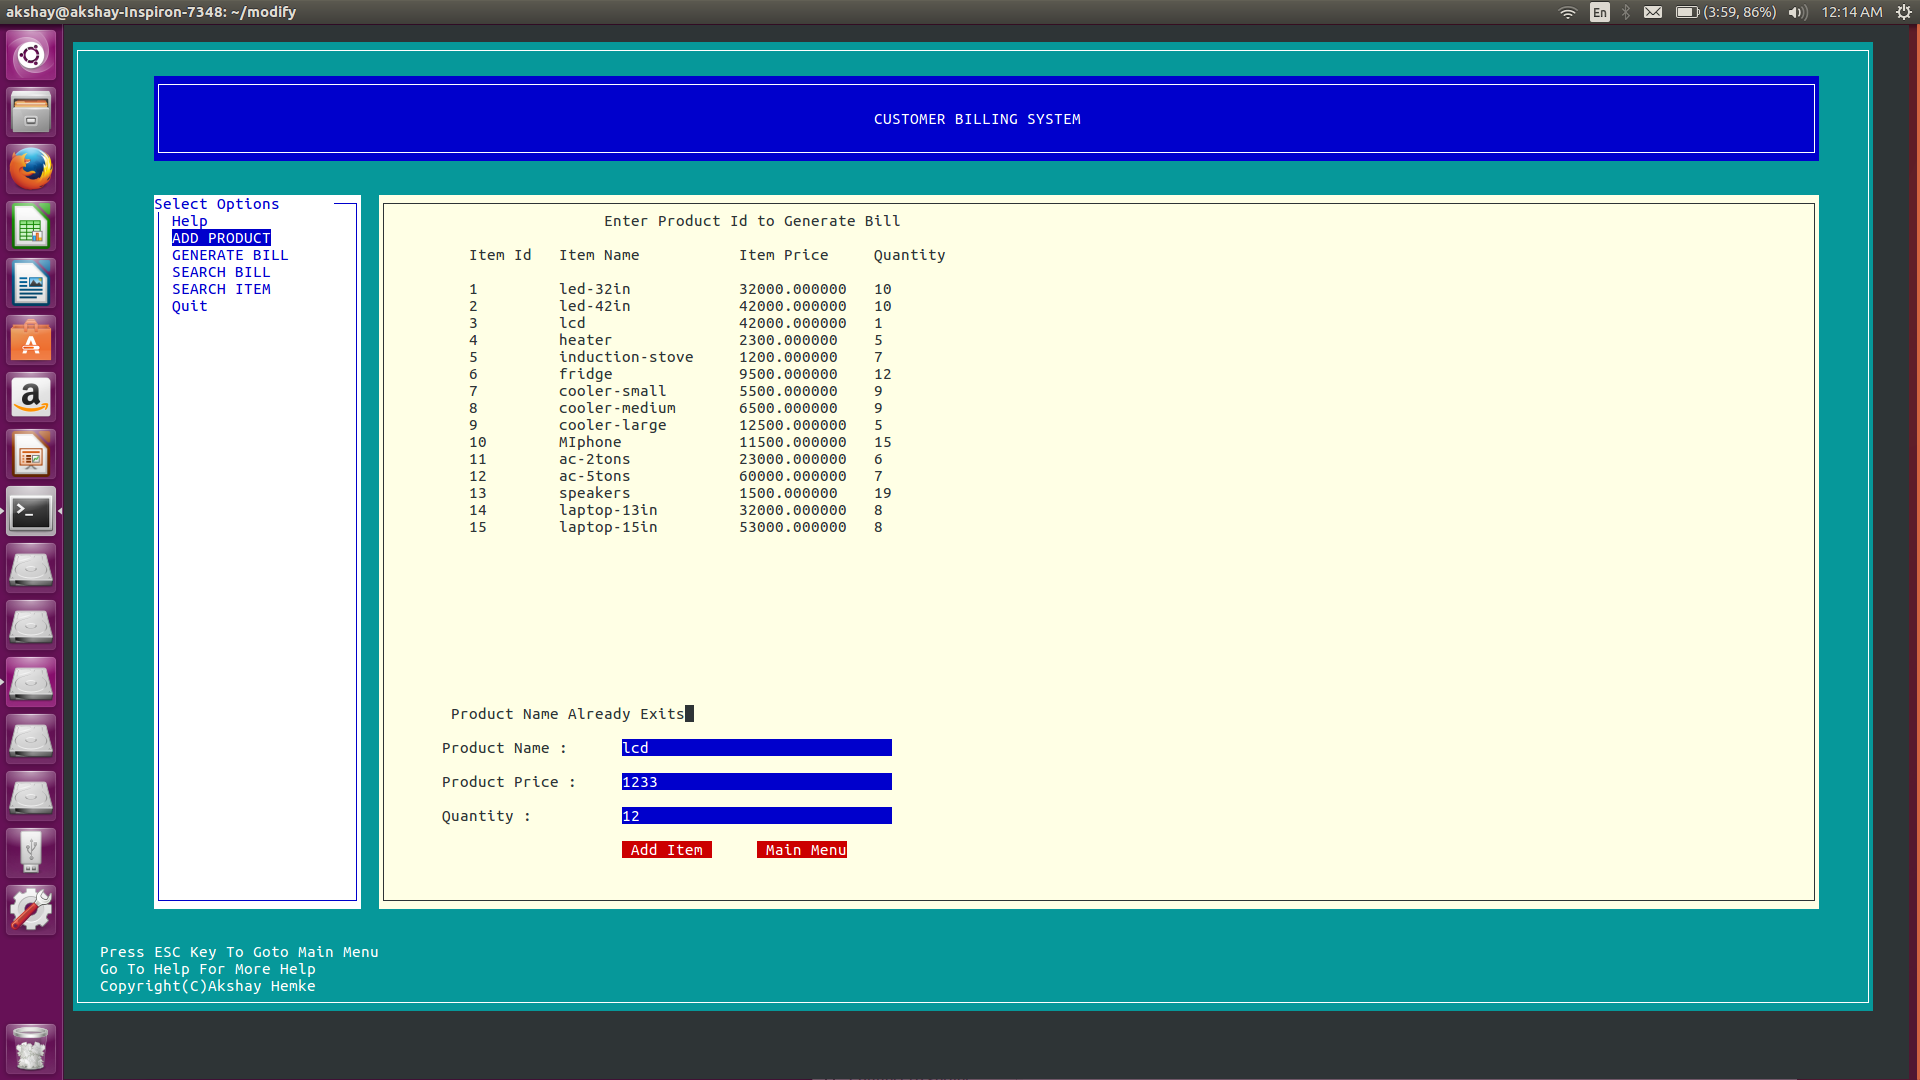 akshay@akshay-Inspiron-7348: ~/modify
En
(3:59, 86%)
12:14 AM
CUSTOMER BILLING SYSTEM
Select Options
Help
ADD PRODUCT
GENERATE BILL
SEARCH BILL
SEARCH ITEM
Quit
Enter Product Id to Generate Bill
Item Id Item Name Item Price Quantity
1 led-32in 32000.000000 10
2 led-42in 42000.000000 10
3 lcd 42000.000000 1
4 heater 2300.000000 5
5 induction-stove 1200.000000 7
6 fridge 9500.000000 12
7 cooler-small 5500.000000 9
8 cooler-medium 6500.000000 9
9 cooler-large 12500.000000 5
10 MIphone 11500.000000 15
11 ac-2tons 23000.000000 6
12 ac-5tons 60000.000000 7
13 speakers 1500.000000 19
14 laptop-13in 32000.000000 8
15 laptop-15in 53000.000000 8
Product Name Already Exits
Product Name : lcd
Product Price : 1233
Quantity : 12
Add Item Main Menu
Press ESC Key To Goto Main Menu
Go To Help For More Help
Copyright(C)Akshay Hemke